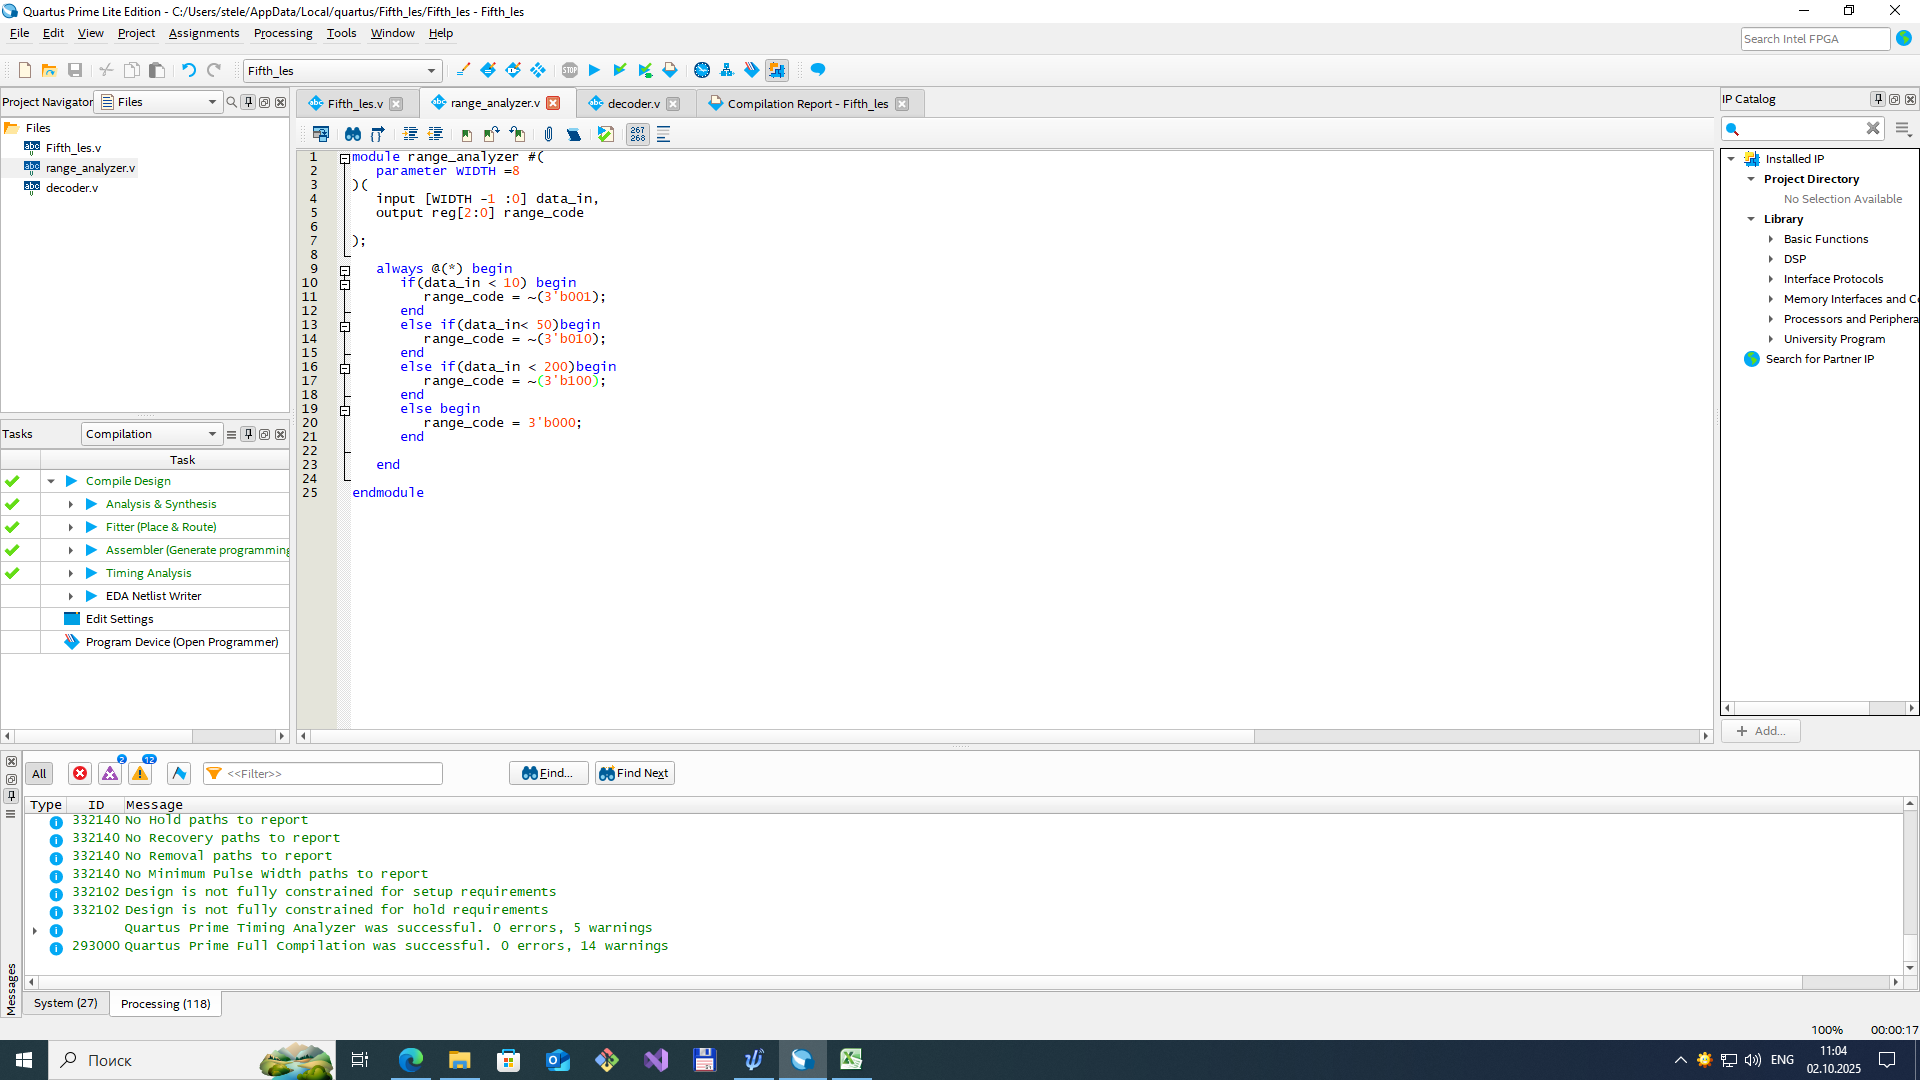 Quartus Prime Lite Edition - C:/Users/stele/AppData/Local/quartus/Fifth_les/Fifth_les - Fifth_les
File Edit View Project Assignments Processing Tools Window Help
Search Intel FPGA
Fifth_les
STOP
Project Navigator Files
Files
abc Fifth_les.v
abc range_analyzer.v
abc decoder.v
Fifth_les.v
range_analyzer.v
decoder.v
Compilation Report - Fifth_les
267
268
1 module range_analyzer #(
2 parameter WIDTH =8
3 )(
4 input [WIDTH -1 :0] data_in,
5 output reg[2:0] range_code
6
7 );
8
9 always @(*) begin
10 if(data_in < 10) begin
11 range_code = ~(3'b001);
12 end
13 else if(data_in< 50)begin
14 range_code = ~(3'b010);
15 end
16 else if(data_in < 200)begin
17 range_code = ~(3'b100);
18 end
19 else begin
20 range_code = 3'b000;
21 end
22
23 end
24
25 endmodule
IP Catalog
Installed IP
Project Directory
No Selection Available
Library
Basic Functions
DSP
Interface Protocols
Memory Interfaces and Co
Processors and Periphera
University Program
Search for Partner IP
+ Add...
Tasks Compilation
Task
Compile Design
Analysis & Synthesis
Fitter (Place & Route)
Assembler (Generate programming
Timing Analysis
EDA Netlist Writer
Edit Settings
Program Device (Open Programmer)
Messages
All 2 12 <<Filter>> Find... Find Next
Type ID Message
332140 No Hold paths to report
332140 No Recovery paths to report
332140 No Removal paths to report
332140 No Minimum Pulse Width paths to report
332102 Design is not fully constrained for setup requirements
332102 Design is not fully constrained for hold requirements
Quartus Prime Timing Analyzer was successful. 0 errors, 5 warnings
293000 Quartus Prime Full Compilation was successful. 0 errors, 14 warnings
System (27) Processing (118)
100% 00:00:17
Поиск
ENG
11:04
02.10.2025